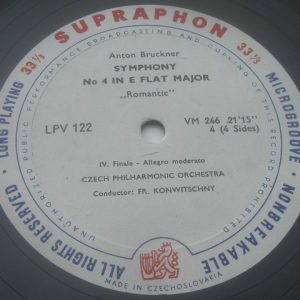 SUPRAPHON
33⅓
33⅓
LONG PLAYING
MICROGROOVE
UNAUTHORIZED PUBLIC PERFORMANCE BROADCASTING AND COPYING OF THIS RECORD PROHIBITED
Anton Bruckner
SYMPHONY
No 4 IN E FLAT MAJOR
„Romantic"
LPV 122
VM 246 21'15"
4 (4 Sides)
IV. Finale - Allegro moderato
CZECH PHILHARMONIC ORCHESTRA
Conductor: FR. KONWITSCHNY
ALL RIGHTS RESERVED
NONBREAKABLE
MADE IN CZECHOSLOVAKIA